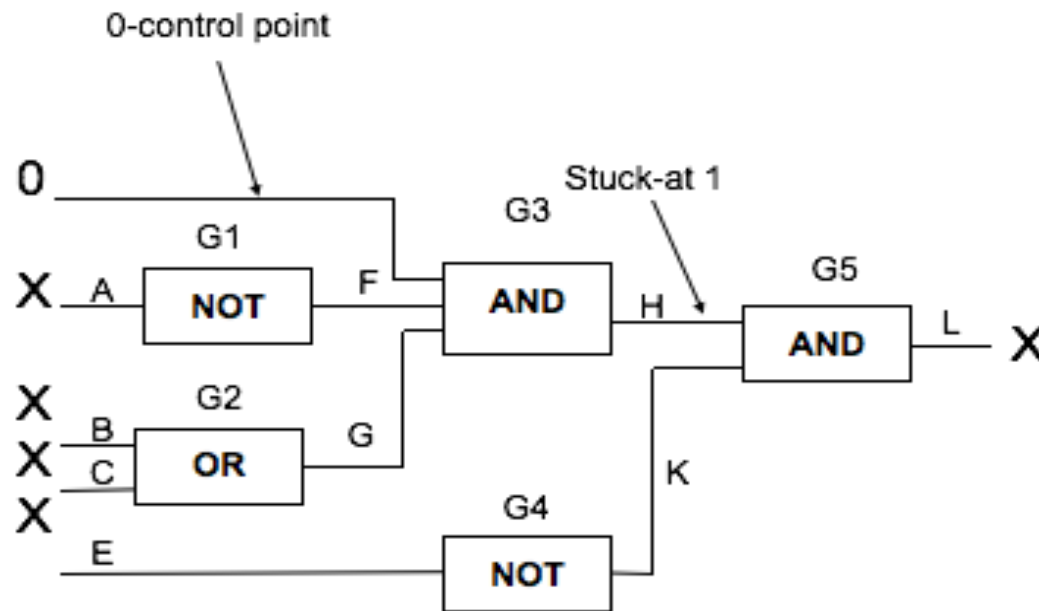 0-control point
0
Stuck-at 1
G3
G1
G5
X A NOT F AND H AND L X
X
G2
B
X
C
OR
G
K
X
G4
E
NOT